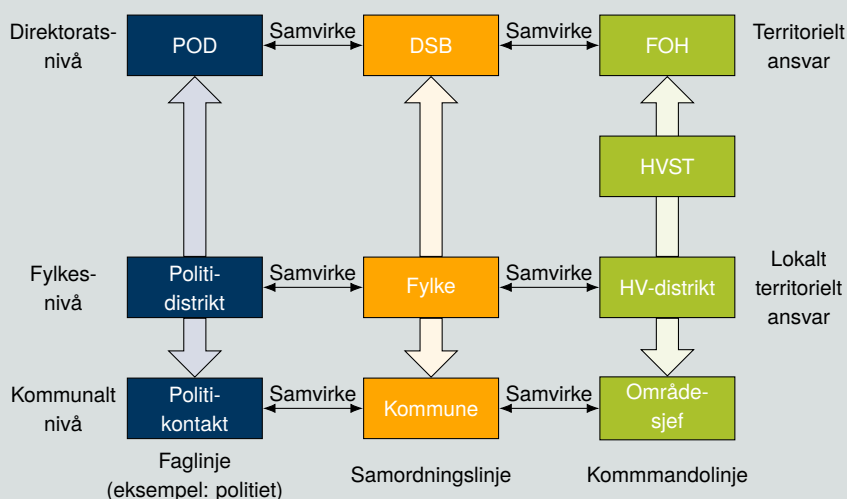 Direktorats-
nivå
POD
Samvirke
DSB
Samvirke
FOH
Territorielt
ansvar
HVST
Fylkes-
nivå
Politi-
distrikt
Samvirke
Fylke
Samvirke
HV-distrikt
Lokalt
territorielt
ansvar
Kommunalt
nivå
Politi-
kontakt
Samvirke
Kommune
Samvirke
Område-
sjef
Faglinje
(eksempel: politiet)
Samordningslinje
Kommmandolinje